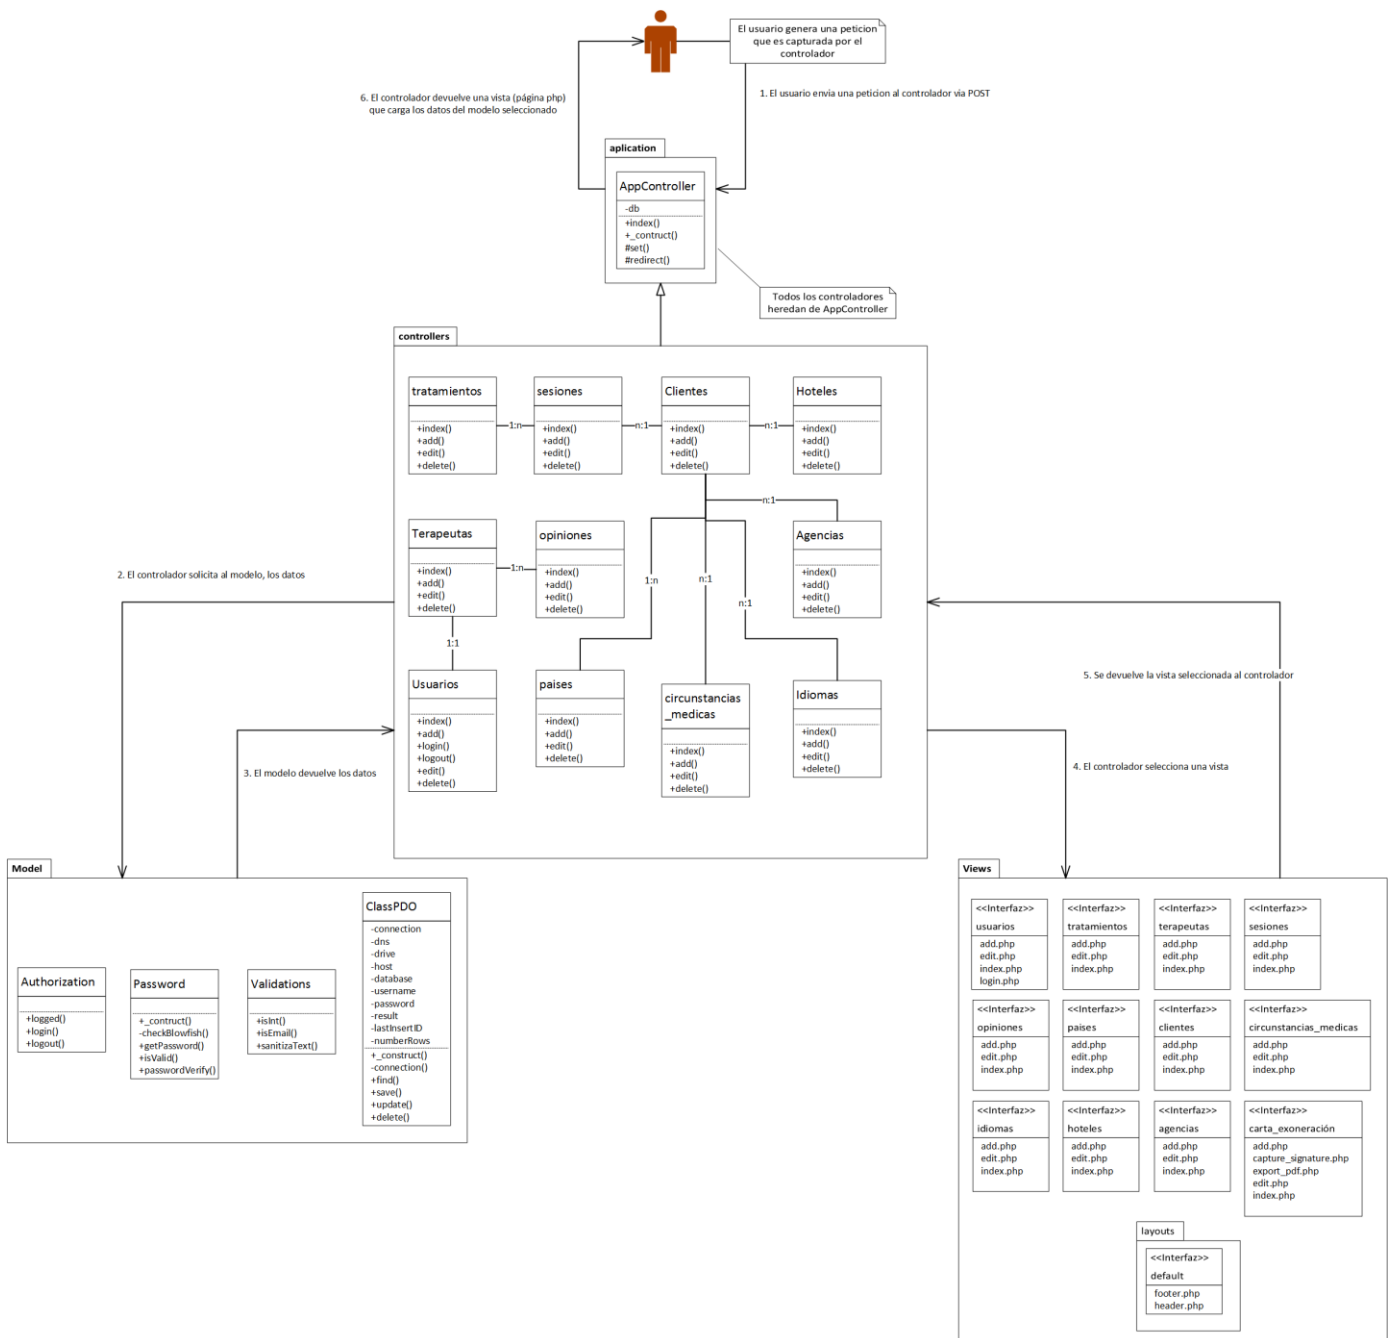 El usuario genera una peticion
que es capturada por el
controlador
6. El controlador devuelve una vista (página php)
que carga los datos del modelo seleccionado
1. El usuario envia una peticion al controlador via POST
aplication
AppController
-db
+index()
+_contruct()
#set()
#redirect()
Todos los controladores
heredan de AppController
controllers
tratamientos
+index()
+add()
+edit()
+delete()
1:n
sesiones
+index()
+add()
+edit()
+delete()
n:1
Clientes
+index()
+add()
+edit()
+delete()
n:1
Hoteles
+index()
+add()
+edit()
+delete()
n:1
Terapeutas
+index()
+add()
+edit()
+delete()
1:n
opiniones
+index()
+add()
+edit()
+delete()
1:n
n:1
n:1
Agencias
+index()
+add()
+edit()
+delete()
1:1
Usuarios
+index()
+add()
+login()
+logout()
+edit()
+delete()
paises
+index()
+add()
+edit()
+delete()
circunstancias
_medicas
+index()
+add()
+edit()
+delete()
Idiomas
+index()
+add()
+edit()
+delete()
2. El controlador solicita al modelo, los datos
3. El modelo devuelve los datos
5. Se devuelve la vista seleccionada al controlador
4. El controlador selecciona una vista
Model
Authorization
+logged()
+login()
+logout()
Password
+_contruct()
-checkBlowfish()
+getPassword()
+isValid()
+passwordVerify()
Validations
+isInt()
+isEmail()
+sanitizaText()
ClassPDO
-connection
-dns
-drive
-host
-database
-username
-password
-result
-lastInsertID
-numberRows
+_construct()
-connection()
+find()
+save()
+update()
+delete()
Views
<<Interfaz>>
usuarios
add.php
edit.php
index.php
login.php
<<Interfaz>>
tratamientos
add.php
edit.php
index.php
<<Interfaz>>
terapeutas
add.php
edit.php
index.php
<<Interfaz>>
sesiones
add.php
edit.php
index.php
<<Interfaz>>
opiniones
add.php
edit.php
index.php
<<Interfaz>>
paises
add.php
edit.php
index.php
<<Interfaz>>
clientes
add.php
edit.php
index.php
<<Interfaz>>
circunstancias_medicas
add.php
edit.php
index.php
<<Interfaz>>
idiomas
add.php
edit.php
index.php
<<Interfaz>>
hoteles
add.php
edit.php
index.php
<<Interfaz>>
agencias
add.php
edit.php
index.php
<<Interfaz>>
carta_exoneración
add.php
capture_signature.php
export_pdf.php
edit.php
index.php
layouts
<<Interfaz>>
default
footer.php
header.php